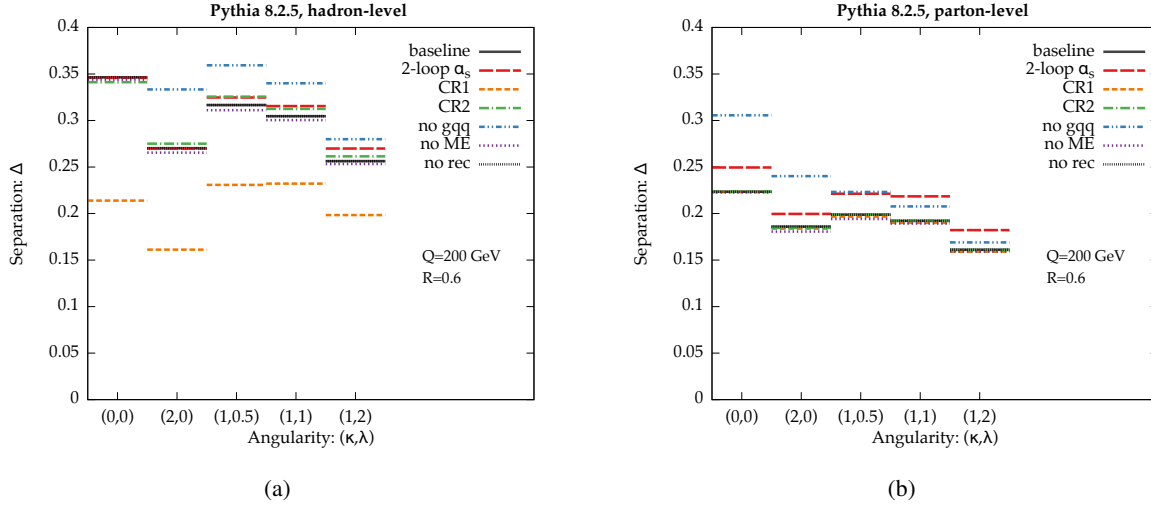 Pythia 8.2.5, hadron-level
Separation: Δ
0.4
0.35
0.3
0.25
0.2
0.15
0.1
0.05
0
baseline
2-loop αs
CR1
CR2
no gqq
no ME
no rec
Q=200 GeV
R=0.6
(0,0) (2,0) (1,0.5) (1,1) (1,2)
Angularity: (κ,λ)
(a)
Pythia 8.2.5, parton-level
Separation: Δ
0.4
0.35
0.3
0.25
0.2
0.15
0.1
0.05
0
baseline
2-loop αs
CR1
CR2
no gqq
no ME
no rec
Q=200 GeV
R=0.6
(0,0) (2,0) (1,0.5) (1,1) (1,2)
Angularity: (κ,λ)
(b)